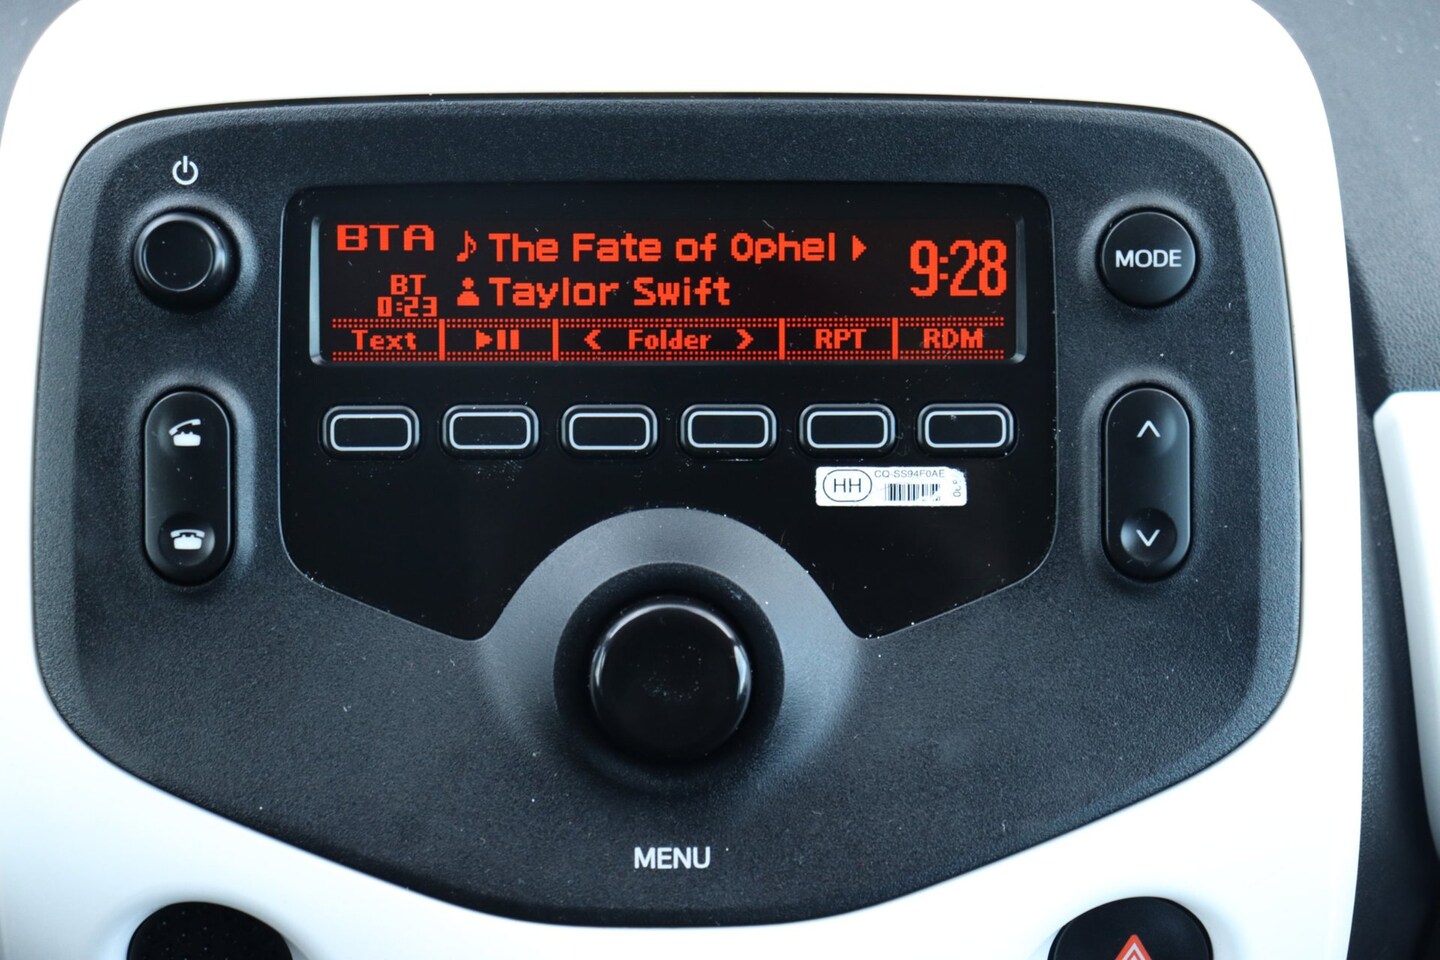 BTA
The Fate of Ophel
9:28
BT
0:23
Taylor Swift
Text
Folder
RPT
RDM
MODE
HH
CQ-SS94F0AE
MENU